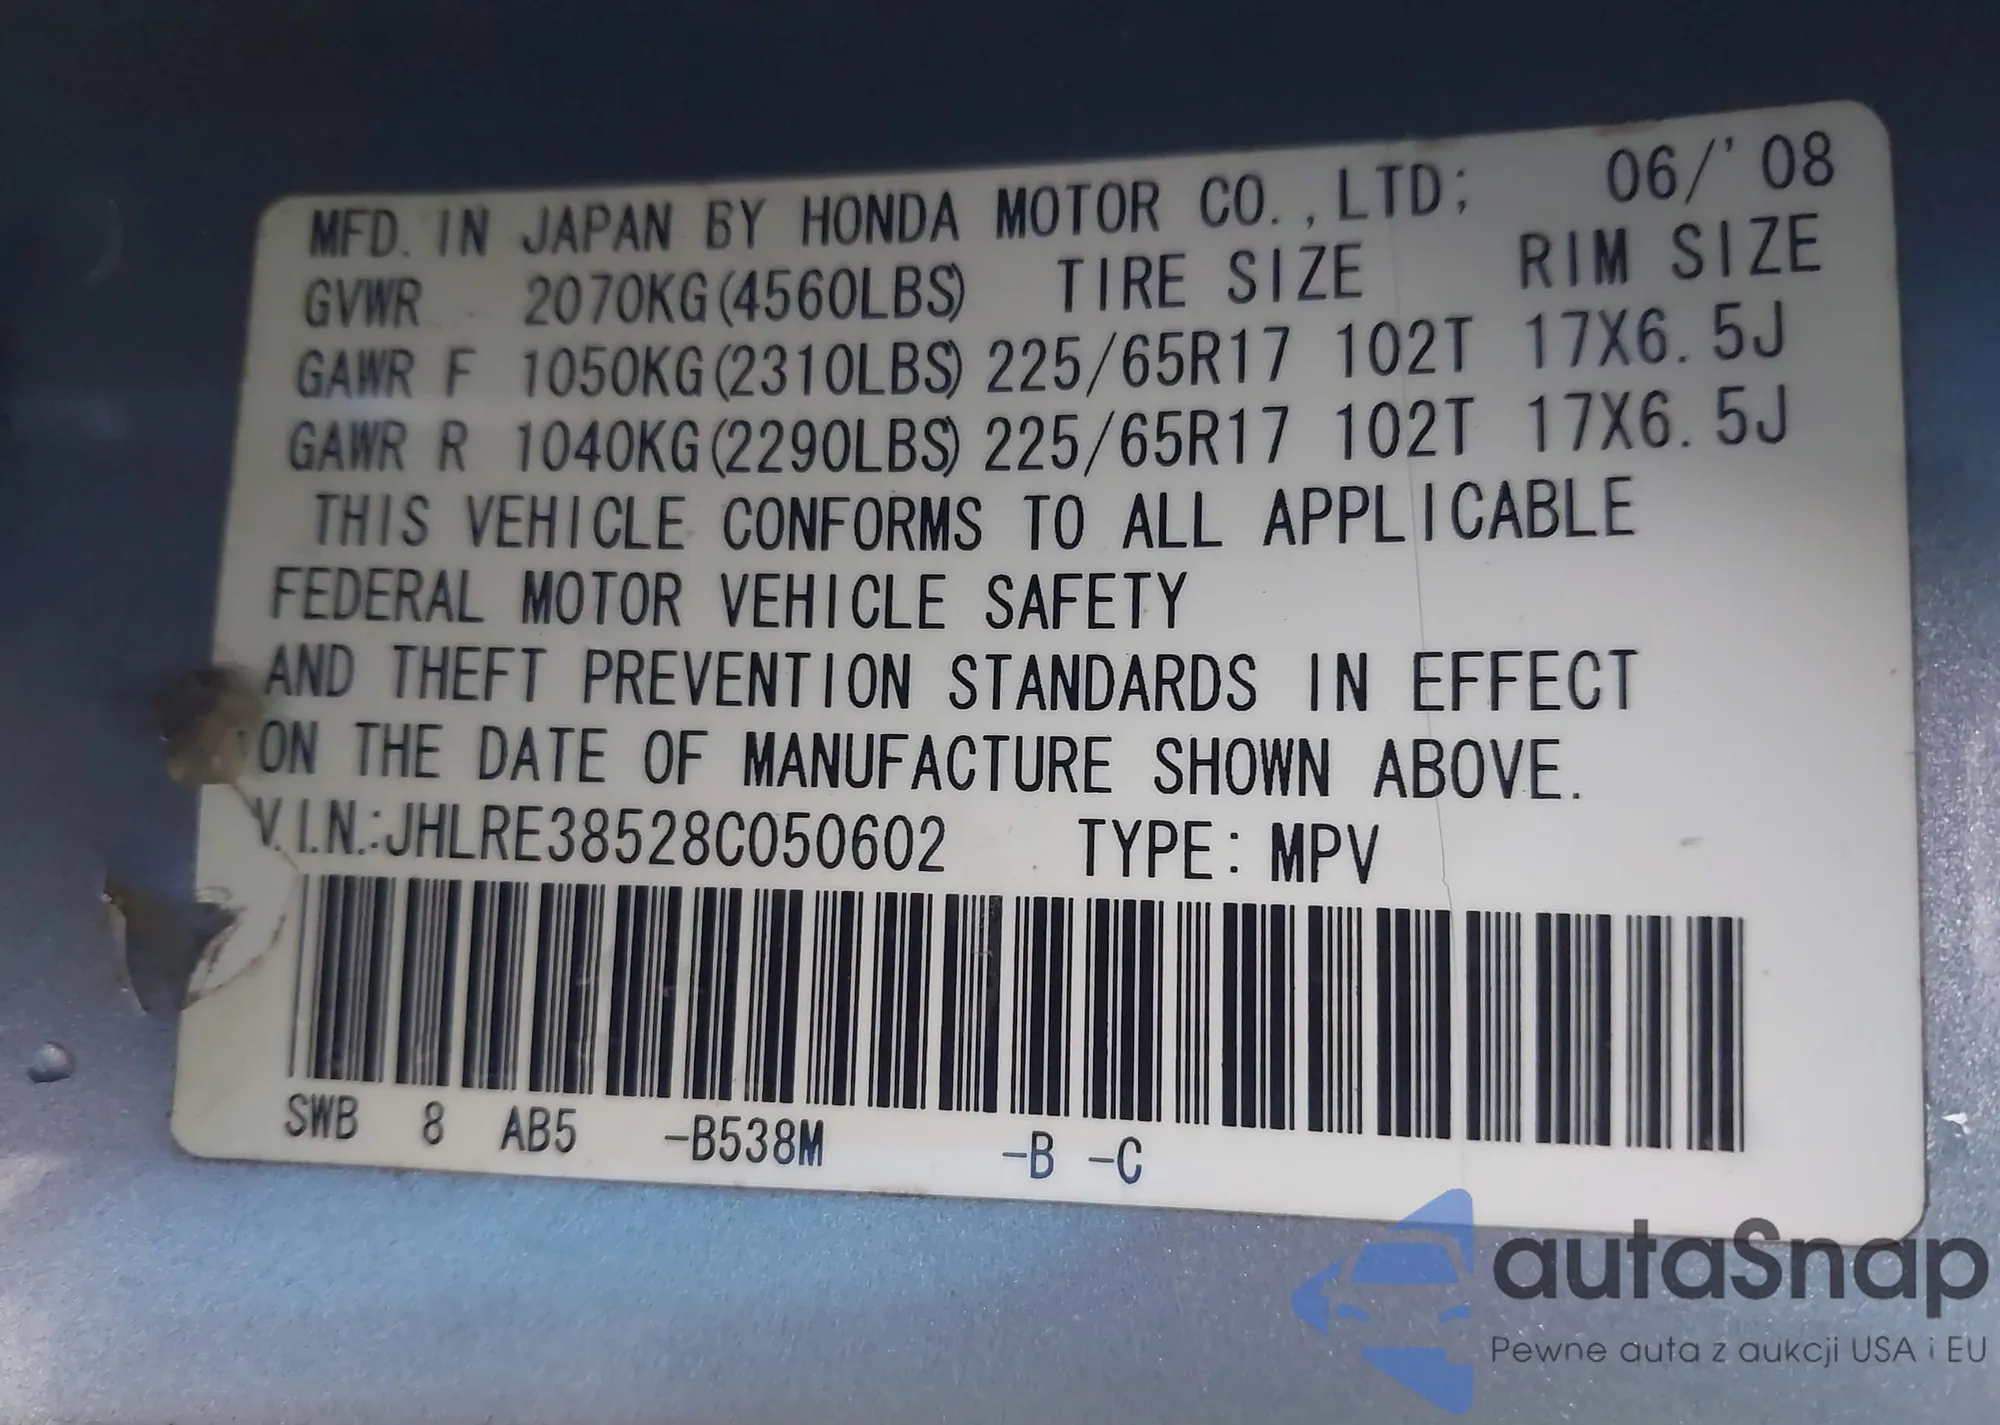 MFD. IN JAPAN BY HONDA MOTOR CO.,LTD; 06/'08
GVWR 2070KG(4560LBS) TIRE SIZE RIM SIZE
GAWR F 1050KG(2310LBS) 225/65R17 102T 17X6.5J
GAWR R 1040KG(2290LBS) 225/65R17 102T 17X6.5J
THIS VEHICLE CONFORMS TO ALL APPLICABLE
FEDERAL MOTOR VEHICLE SAFETY
AND THEFT PREVENTION STANDARDS IN EFFECT
ON THE DATE OF MANUFACTURE SHOWN ABOVE.
V.I.N.:JHLRE38528C050602 TYPE: MPV
SWB 8 AB5 -B538M -B -C
autaSnap
Pewne auta z aukcji USA i EU